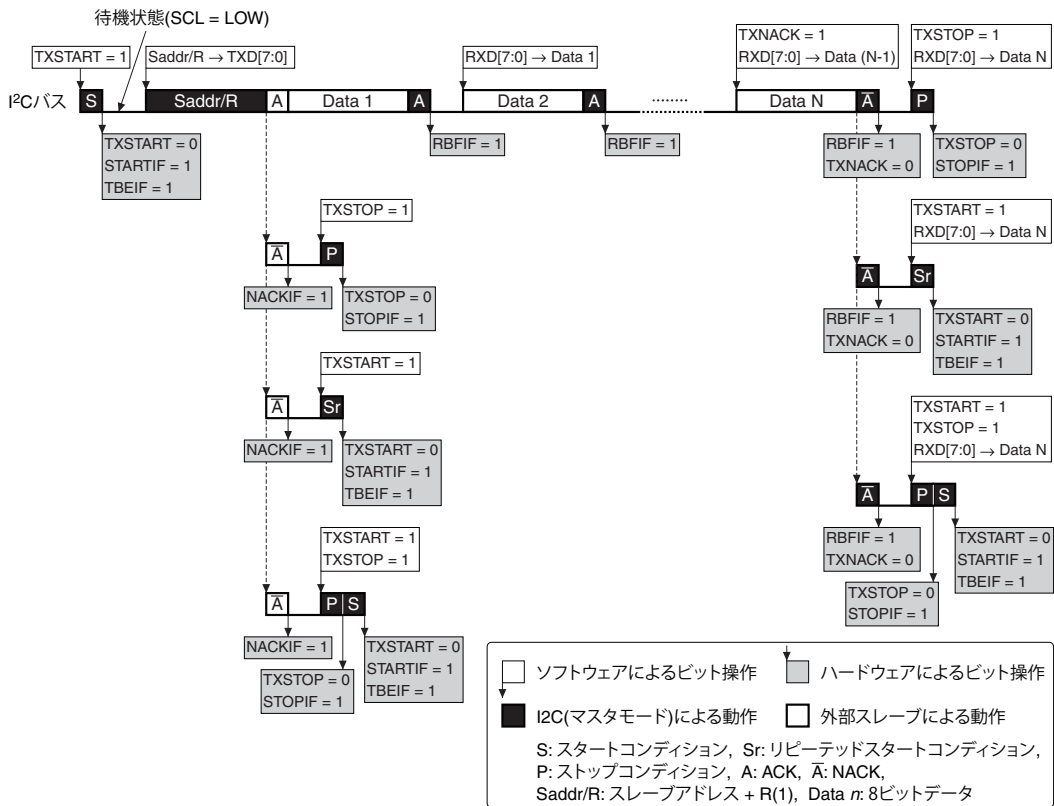 待機状態(SCL = LOW)
TXSTART = 1
Saddr/R → TXD[7:0]
RXD[7:0] → Data 1
TXNACK = 1
RXD[7:0] → Data (N-1)
TXSTOP = 1
RXD[7:0] → Data N
I²Cバス
S
Saddr/R
A
Data 1
A
Data 2
A
Data N
A̅
P
TXSTART = 0
STARTIF = 1
TBEIF = 1
RBFIF = 1
RBFIF = 1
RBFIF = 1
TXNACK = 0
TXSTOP = 0
STOPIF = 1
TXSTOP = 1
A̅
P
NACKIF = 1
TXSTOP = 0
STOPIF = 1
TXSTART = 1
RXD[7:0] → Data N
A̅
Sr
RBFIF = 1
TXNACK = 0
TXSTART = 0
STARTIF = 1
TBEIF = 1
TXSTART = 1
A̅
Sr
NACKIF = 1
TXSTART = 0
STARTIF = 1
TBEIF = 1
TXSTART = 1
TXSTOP = 1
RXD[7:0] → Data N
A̅
P S
RBFIF = 1
TXNACK = 0
TXSTART = 0
STARTIF = 1
TBEIF = 1
TXSTOP = 0
STOPIF = 1
TXSTART = 1
TXSTOP = 1
A̅
P S
NACKIF = 1
TXSTART = 0
STARTIF = 1
TBEIF = 1
TXSTOP = 0
STOPIF = 1
ソフトウェアによるビット操作
ハードウェアによるビット操作
I2C(マスタモード)による動作
外部スレーブによる動作
S: スタートコンディション, Sr: リピーテッドスタートコンディション,
P: ストップコンディション, A: ACK, A̅: NACK,
Saddr/R: スレーブアドレス + R(1), Data n: 8ビットデータ